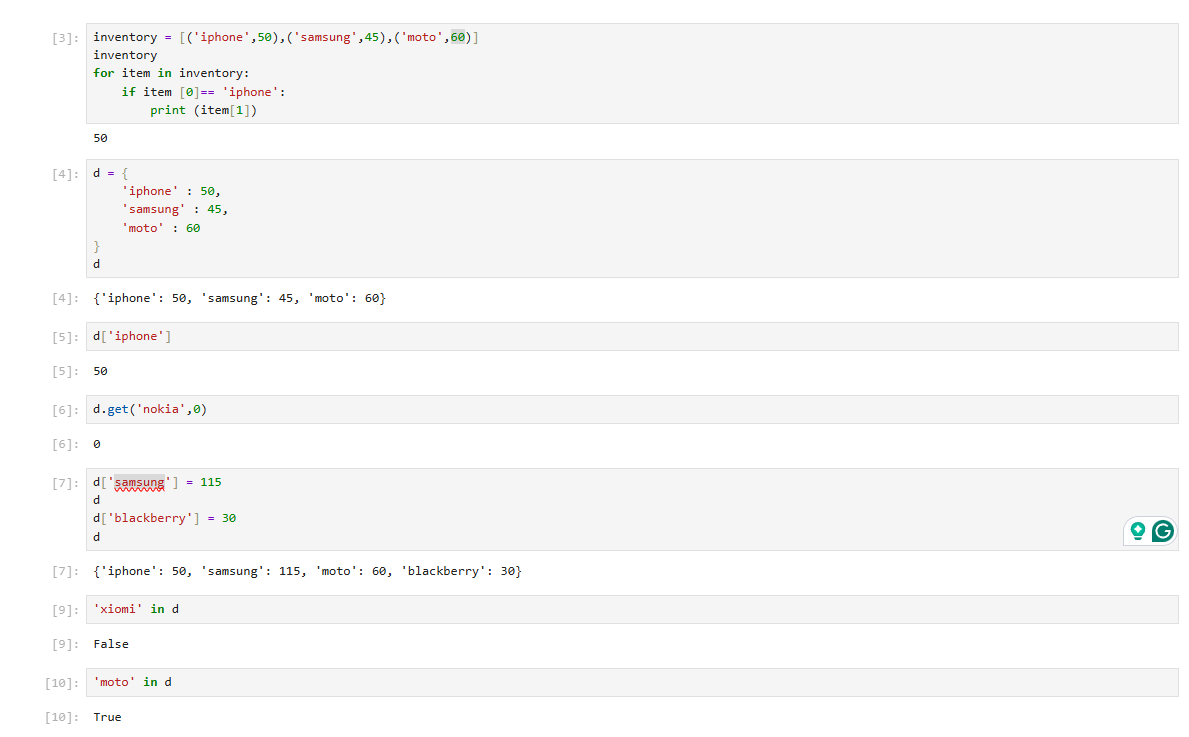 [3]: inventory = [('iphone',50),('samsung',45),('moto',60)]
inventory
for item in inventory:
    if item [0]== 'iphone':
        print (item[1])
50
[4]: d = {
    'iphone' : 50,
    'samsung' : 45,
    'moto' : 60
}
d
[4]: {'iphone': 50, 'samsung': 45, 'moto': 60}
[5]: d['iphone']
[5]: 50
[6]: d.get('nokia',0)
[6]: 0
[7]: d['samsung'] = 115
d
d['blackberry'] = 30
d
[7]: {'iphone': 50, 'samsung': 115, 'moto': 60, 'blackberry': 30}
[9]: 'xiomi' in d
[9]: False
[10]: 'moto' in d
[10]: True